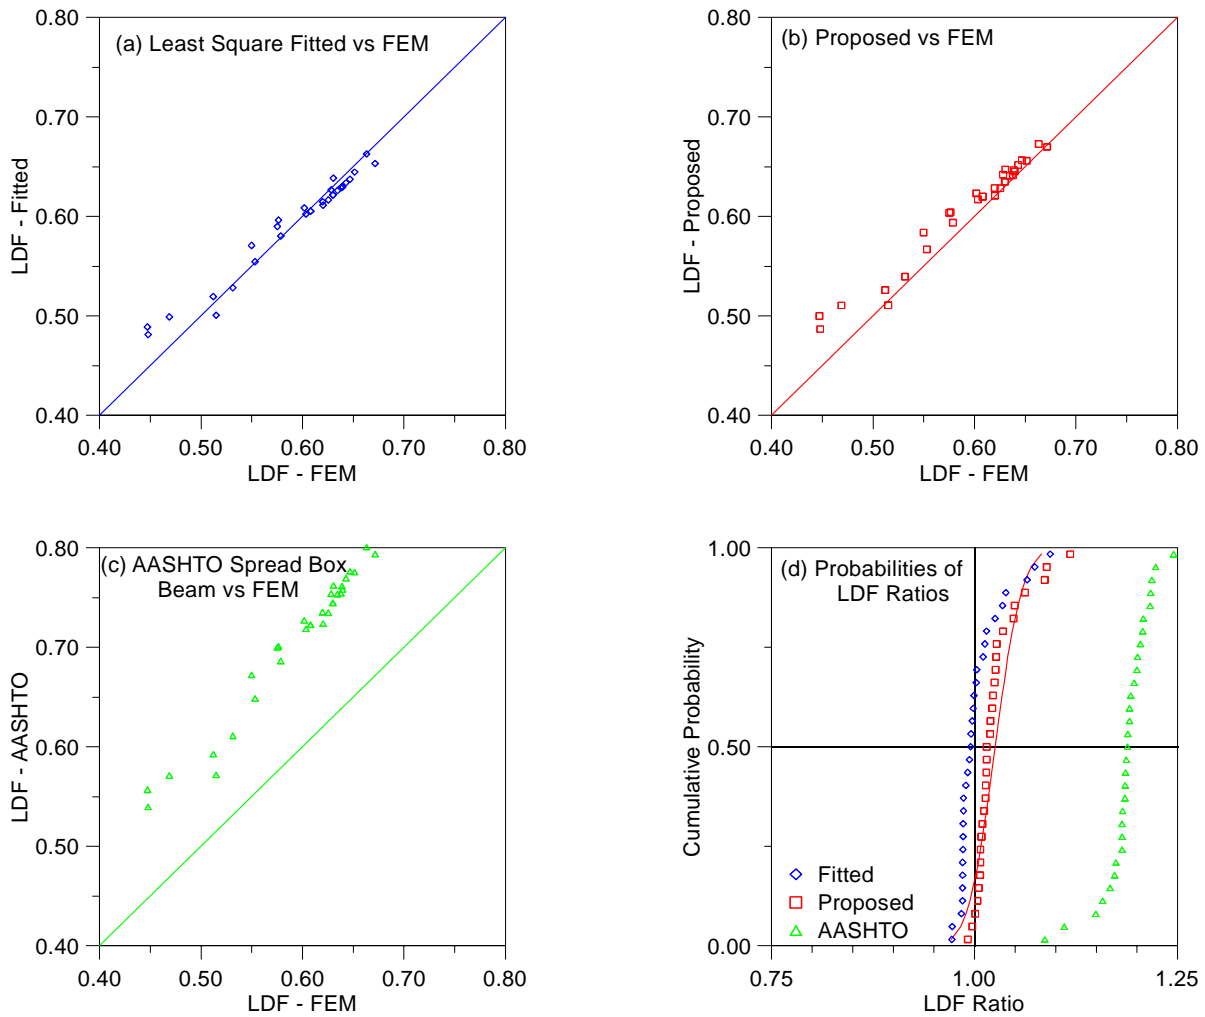 0.80
(a) Least Square Fitted vs FEM
0.70
0.60
0.50
0.40
LDF - Fitted
0.40 0.50 0.60 0.70 0.80
LDF - FEM
0.80
(b) Proposed vs FEM
0.70
0.60
0.50
0.40
LDF - Proposed
0.40 0.50 0.60 0.70 0.80
LDF - FEM
0.80
(c) AASHTO Spread Box
Beam vs FEM
0.70
0.60
0.50
0.40
LDF - AASHTO
0.40 0.50 0.60 0.70 0.80
LDF - FEM
1.00
(d) Probabilities of
LDF Ratios
0.50
0.00
Cumulative Probability
Fitted
Proposed
AASHTO
0.75 1.00 1.25
LDF Ratio